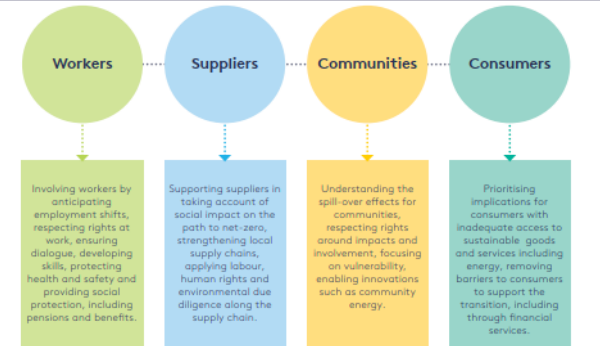 Workers
Suppliers
Communities
Consumers
Involving workers by
anticipating
employment shifts,
respecting rights at
work, ensuring
dialogue, developing
skills, protecting
health and safety and
providing social
protection, including
pensions and benefits.
Supporting suppliers in
taking account of
social impact on the
path to net-zero,
strengthening local
supply chains,
applying labour,
human rights and
environmental due
diligence along the
supply chain.
Understanding the
spill-over effects for
communities,
respecting rights
around impacts and
involvement, focusing
on vulnerability,
enabling innovations
such as community
energy.
Prioritising
implications for
consumers with
inadequate access to
sustainable goods
and services including
energy, removing
barriers to consumers
to support the
transition, including
through financial
services.